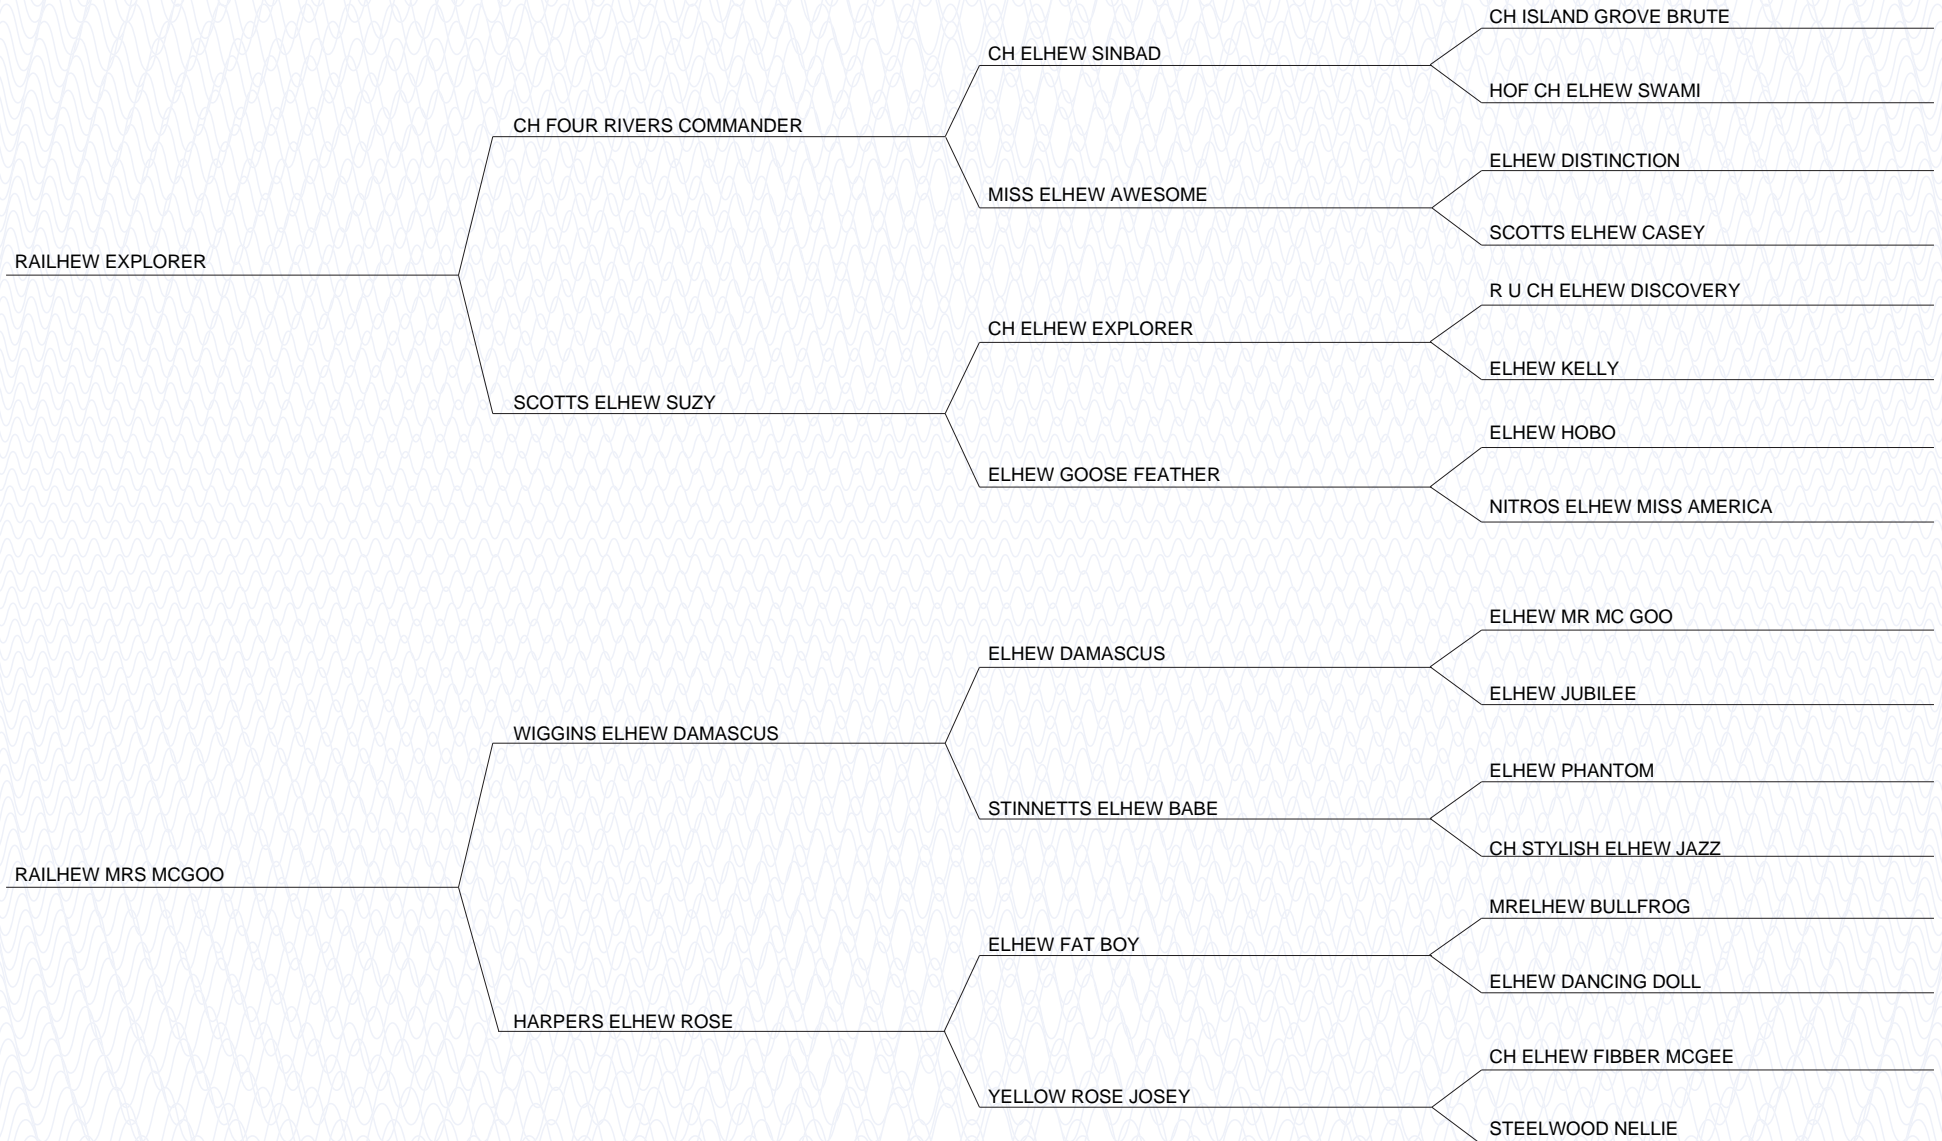 CH ISLAND GROVE BRUTE
CH ELHEW SINBAD
HOF CH ELHEW SWAMI
CH FOUR RIVERS COMMANDER
ELHEW DISTINCTION
MISS ELHEW AWESOME
SCOTTS ELHEW CASEY
RAILHEW EXPLORER
R U CH ELHEW DISCOVERY
CH ELHEW EXPLORER
ELHEW KELLY
SCOTTS ELHEW SUZY
ELHEW HOBO
ELHEW GOOSE FEATHER
NITROS ELHEW MISS AMERICA
ELHEW MR MC GOO
ELHEW DAMASCUS
ELHEW JUBILEE
WIGGINS ELHEW DAMASCUS
ELHEW PHANTOM
STINNETTS ELHEW BABE
CH STYLISH ELHEW JAZZ
RAILHEW MRS MCGOO
MRELHEW BULLFROG
ELHEW FAT BOY
ELHEW DANCING DOLL
HARPERS ELHEW ROSE
CH ELHEW FIBBER MCGEE
YELLOW ROSE JOSEY
STEELWOOD NELLIE